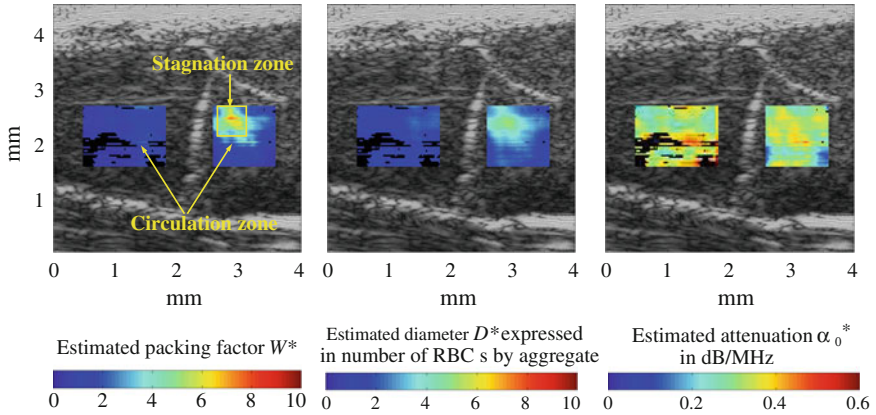 4
3
2
1
mm
Stagnation zone
Circulation zone
0 1 2 3 4
mm
0 1 2 3 4
mm
0 1 2 3 4
mm
Estimated packing factor W*
0 2 4 6 8 10
Estimated diameter D* expressed
in number of RBC s by aggregate
0 2 4 6 8 10
Estimated attenuation α₀*
in dB/MHz
0 0.2 0.4 0.6